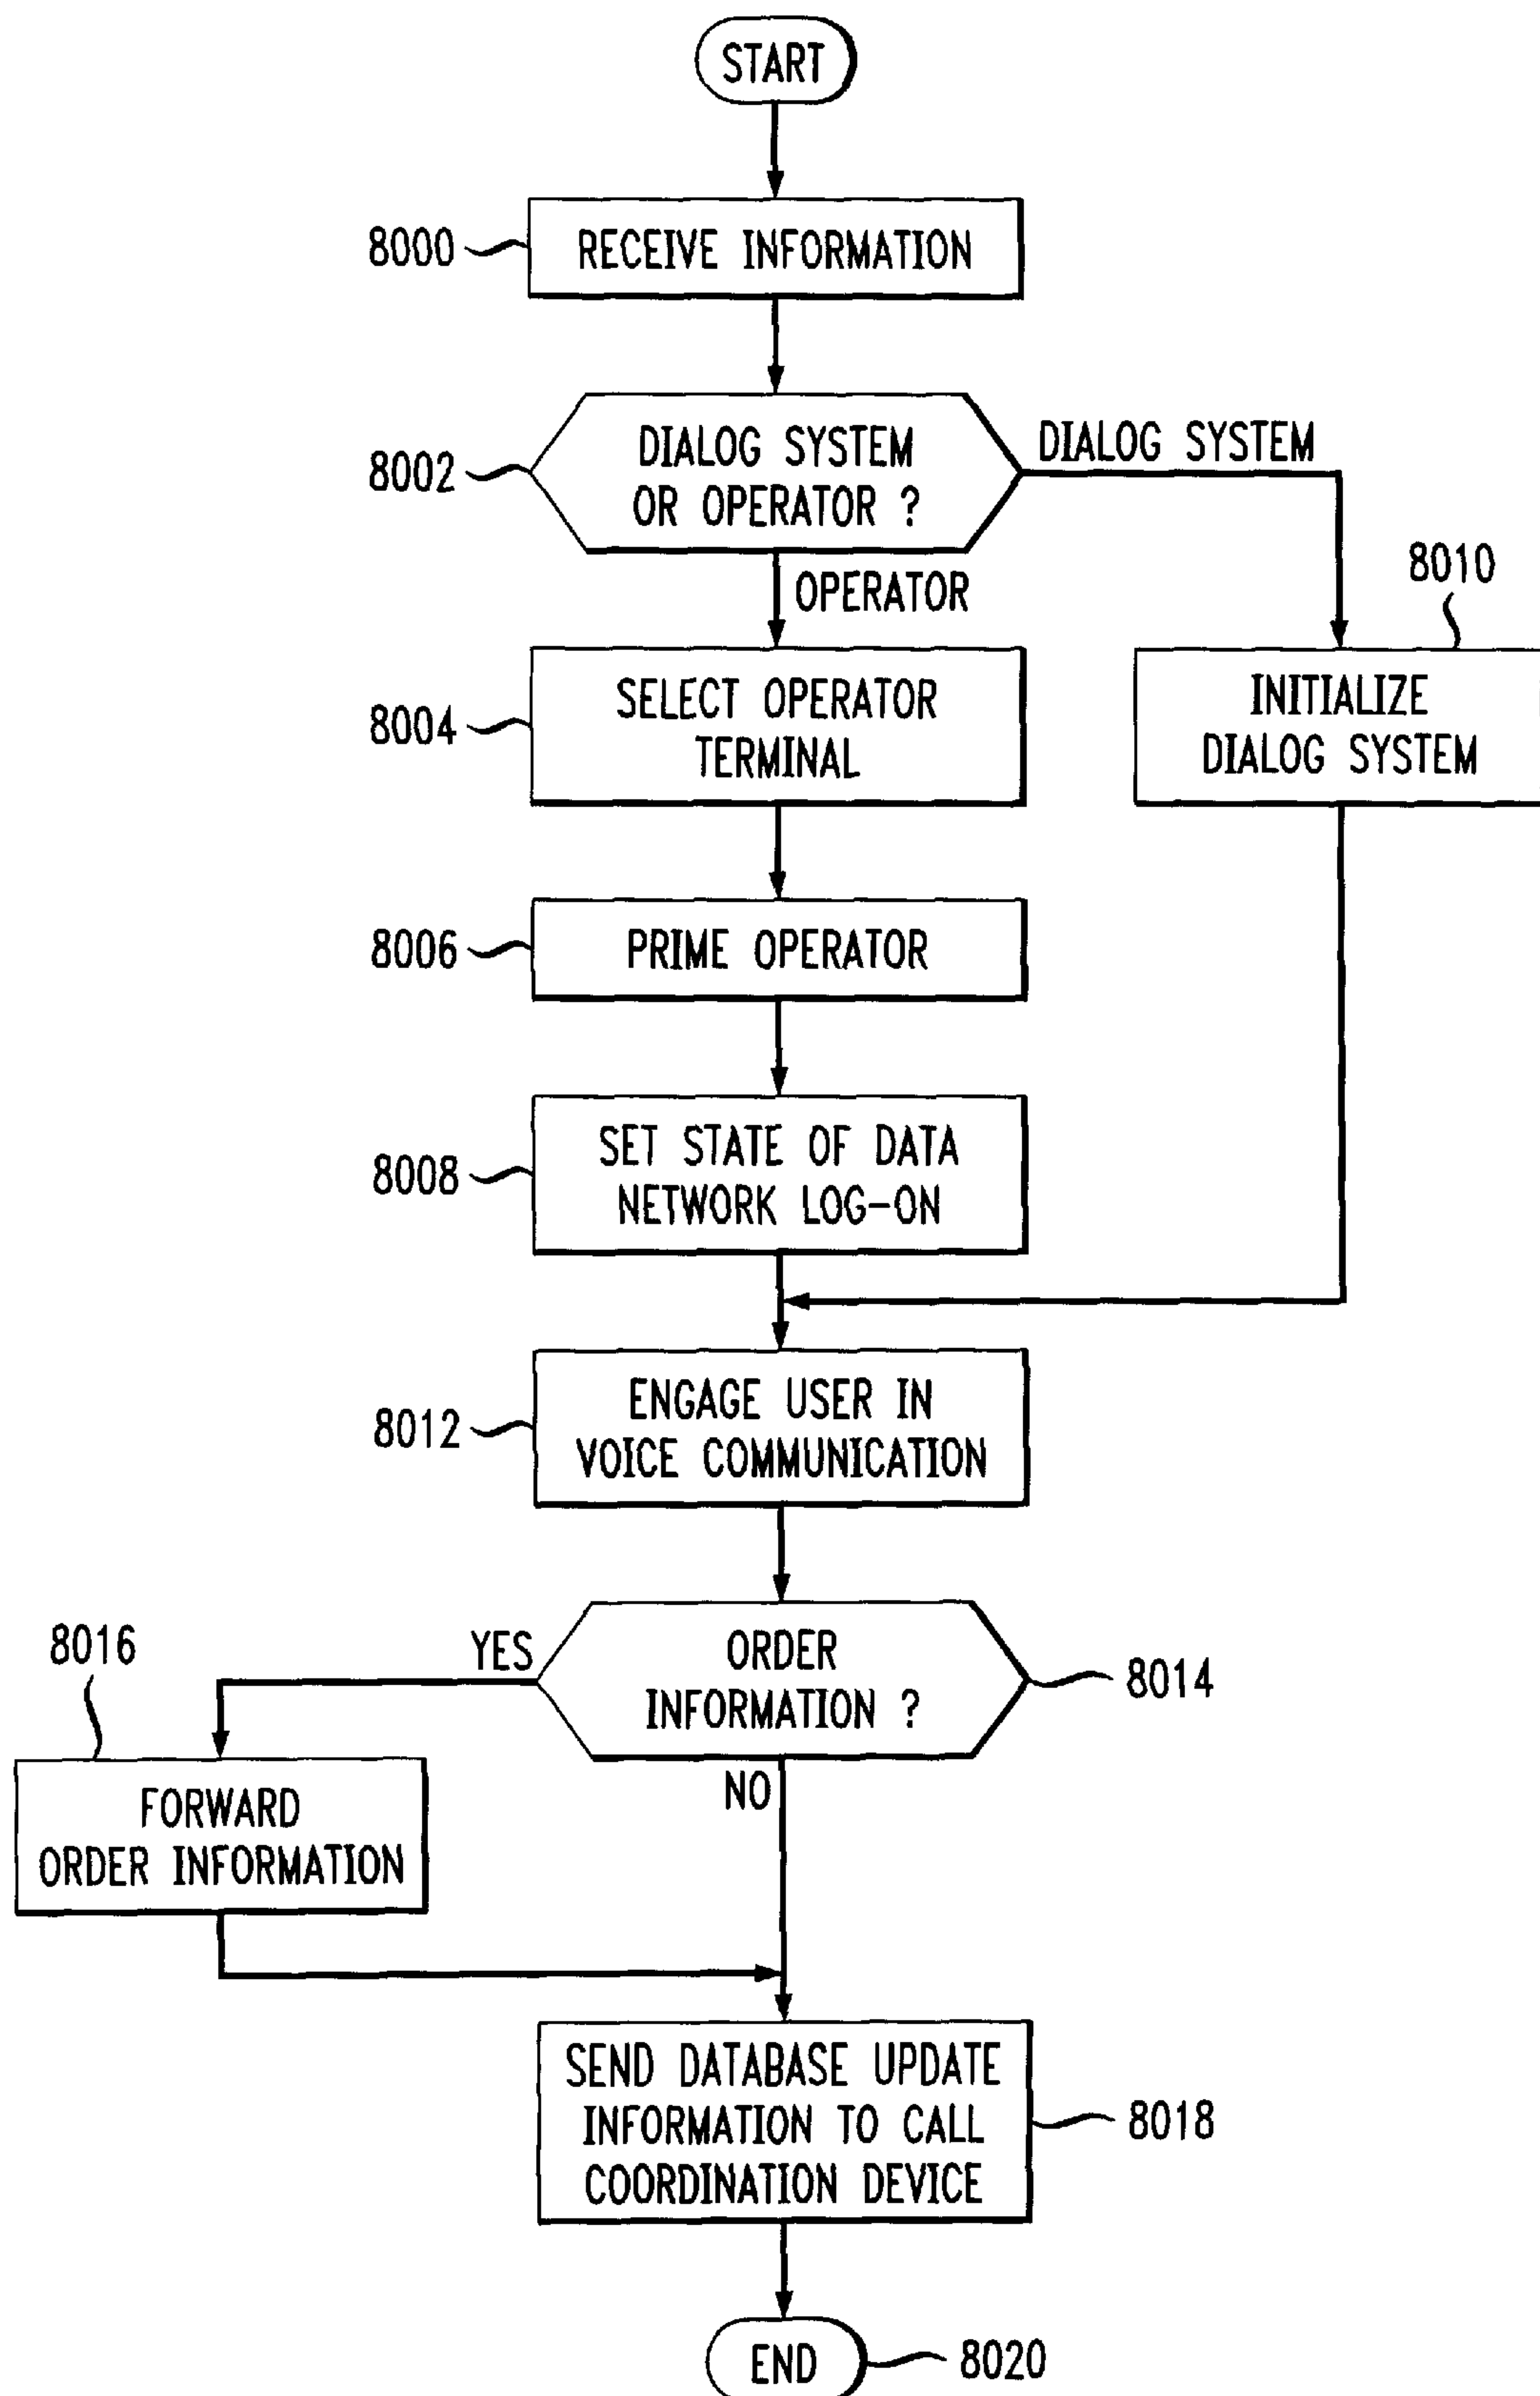 START
8000
RECEIVE INFORMATION
8002
DIALOG SYSTEM
OR OPERATOR ?
DIALOG SYSTEM
OPERATOR
8010
8004
SELECT OPERATOR
TERMINAL
INITIALIZE
DIALOG SYSTEM
8006
PRIME OPERATOR
8008
SET STATE OF DATA
NETWORK LOG-ON
8012
ENGAGE USER IN
VOICE COMMUNICATION
8016
YES
ORDER
INFORMATION ?
8014
NO
FORWARD
ORDER INFORMATION
SEND DATABASE UPDATE
INFORMATION TO CALL
COORDINATION DEVICE
8018
END
8020